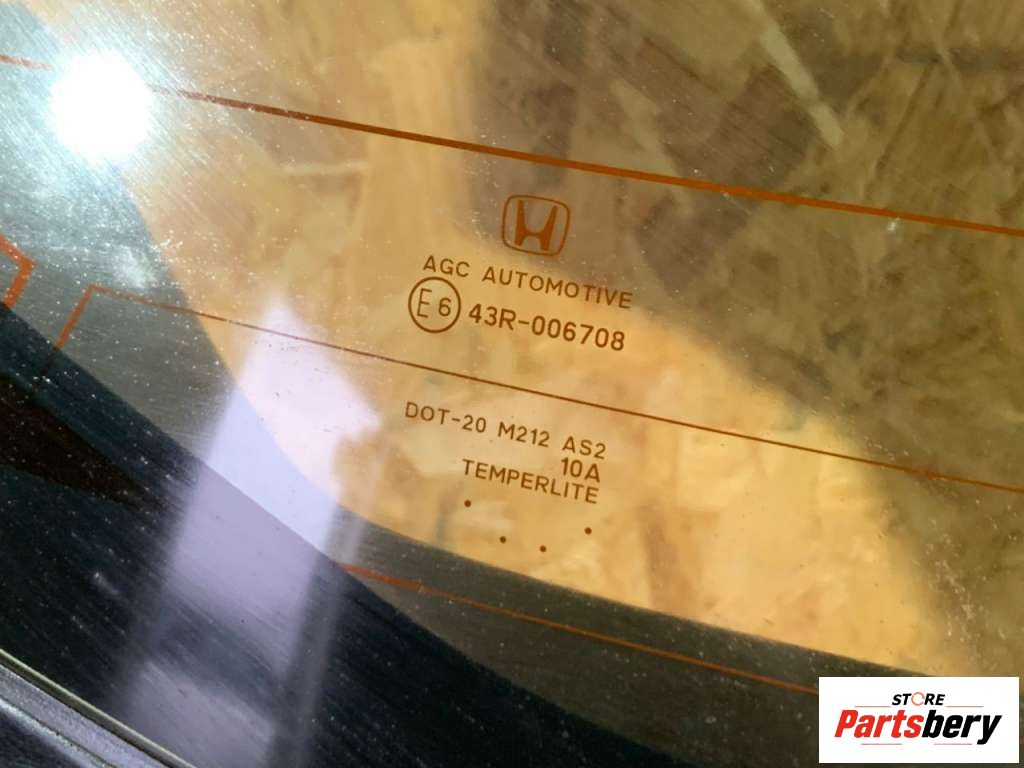 AGC AUTOMOTIVE
E6 43R-006708
DOT-20 M212 AS2
10A
TEMPERLITE
STORE
Partsbery